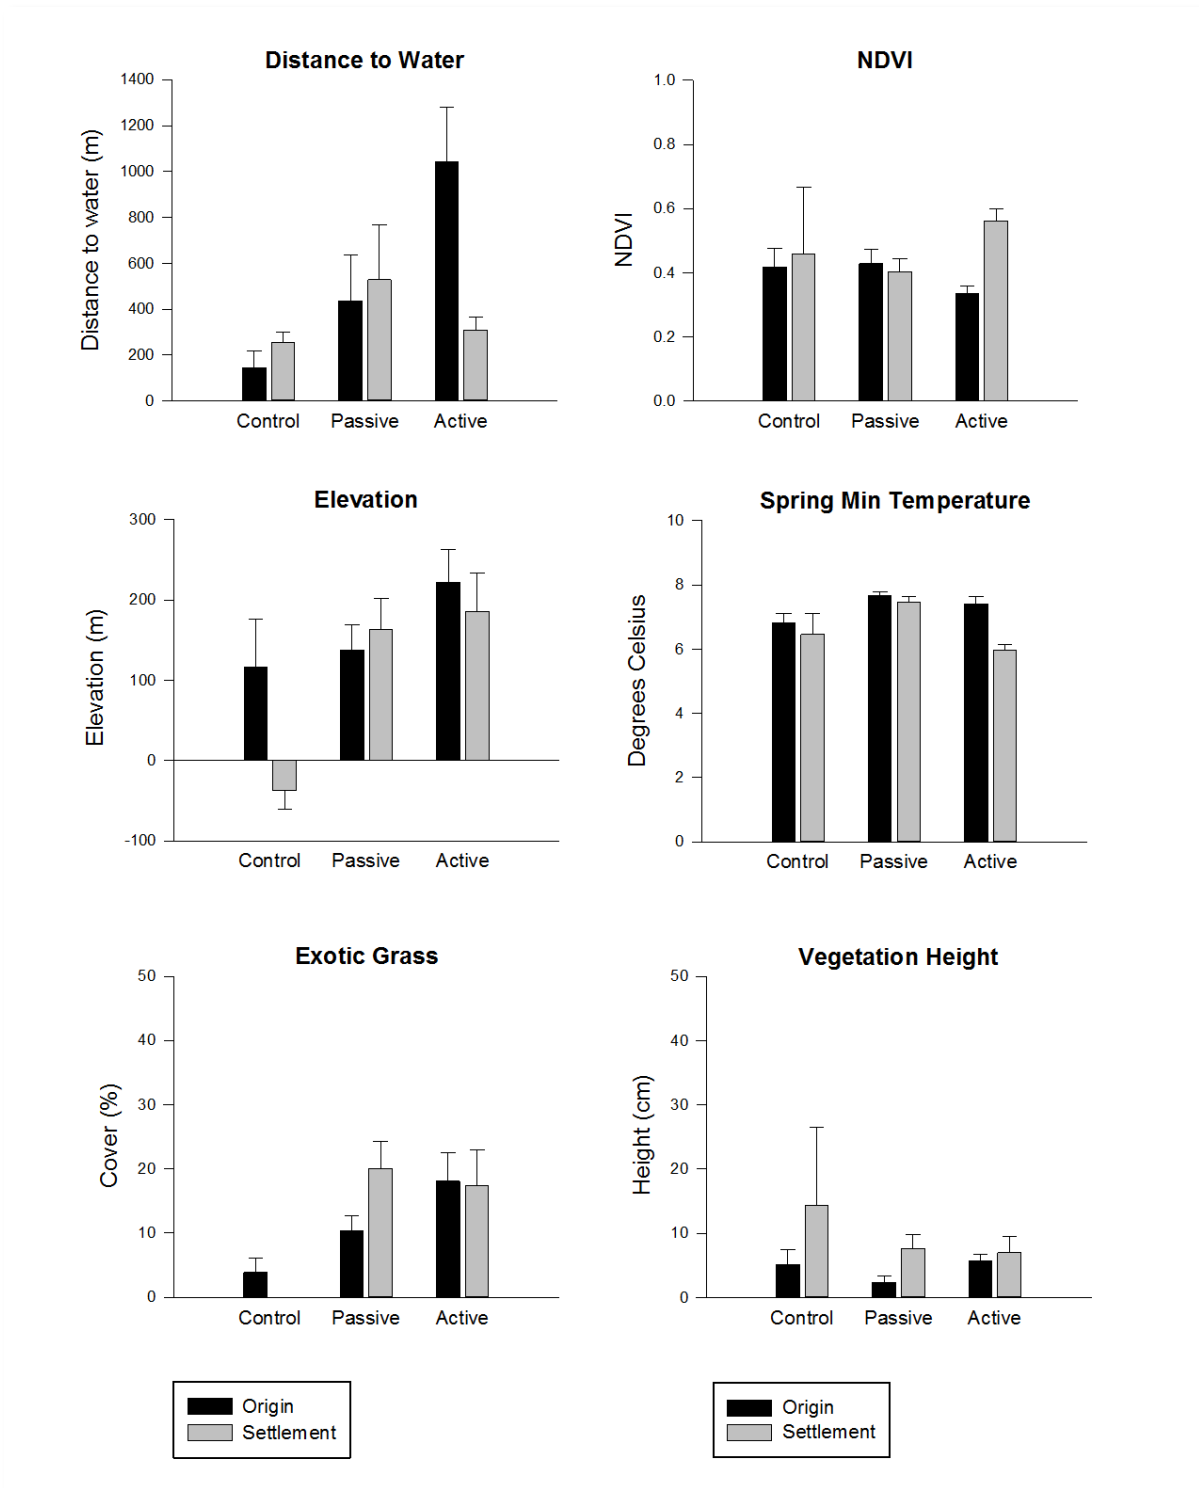 Distance to Water
Distance to water (m)
1400
1200
1000
800
600
400
200
0
Control Passive Active
NDVI
NDVI
1.0
0.8
0.6
0.4
0.2
0.0
Control Passive Active
Elevation
Elevation (m)
300
200
100
0
-100
Control Passive Active
Spring Min Temperature
Degrees Celsius
10
8
6
4
2
0
Control Passive Active
Exotic Grass
Cover (%)
50
40
30
20
10
0
Control Passive Active
Vegetation Height
Height (cm)
50
40
30
20
10
0
Control Passive Active
Origin
Settlement
Origin
Settlement